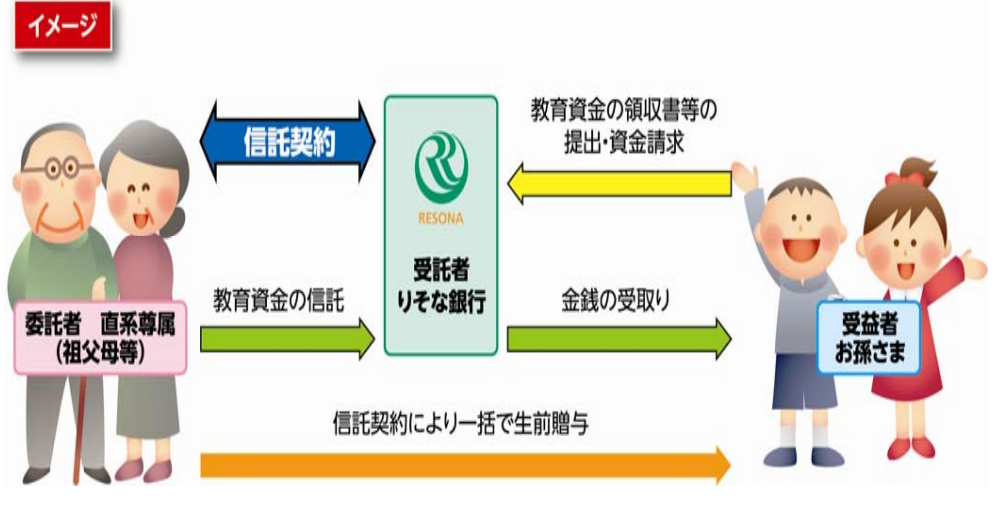 イメージ
信託契約
教育資金の領収書等の
提出・資金請求
RESONA
受託者
りそな銀行
教育資金の信託
金銭の受取り
委託者　直系尊属
(祖父母等)
受益者
お孫さま
信託契約により一括で生前贈与